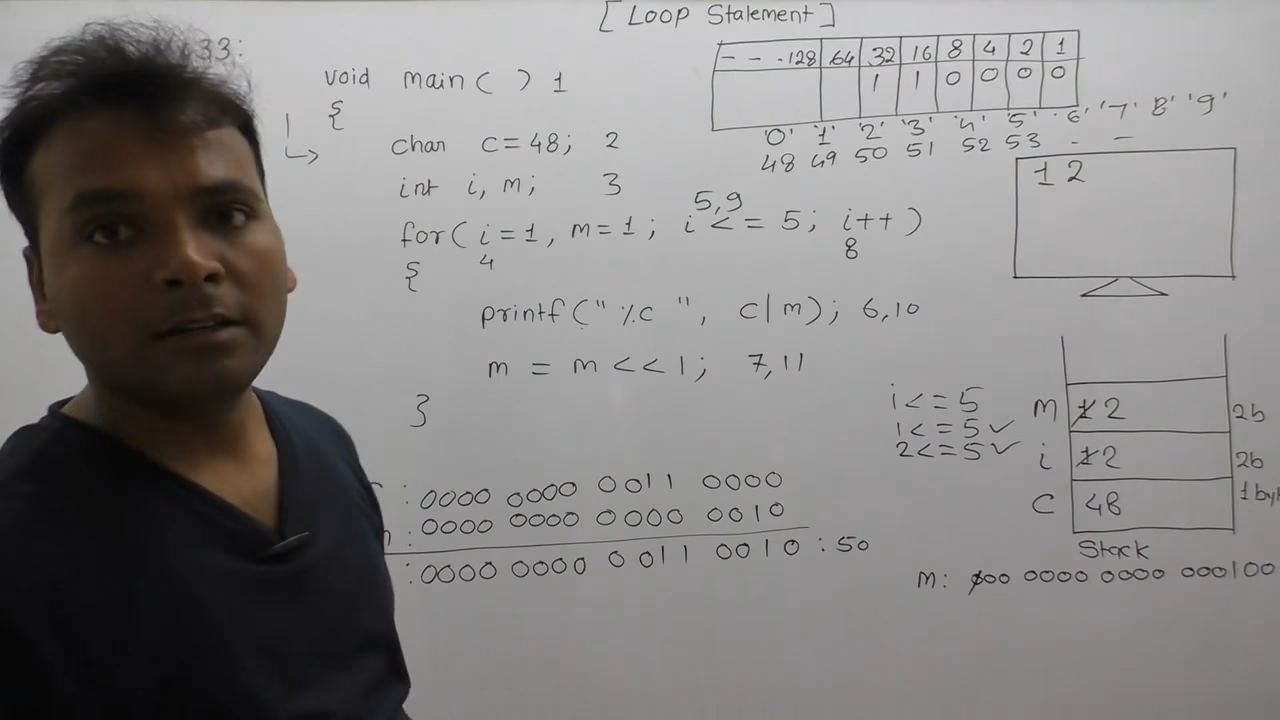 [ Loop Statement ]
33:
void main( ) 1
{
char c=48; 2
int i, m; 3
5,9
for( i=1, m=1; i <= 5; i++ )
4 8
{
printf("%c ", c|m); 6,10
m = m <<1; 7,11
}
- - .128 64 32 16 8 4 2 1
1 1 0 0 0 0
'0' '1' '2' '3' '4' '5' '6' '7' 8' '9'
48 49 50 51 52 53 . –
1 2
i<=5
1<=5✓
2<=5✓
M 1 2 2b
i 1 2 2b
C 48 1 by
Stack
: 0000 0000 0011 0000
: 0000 0000 0000 0010
: 0000 0000 0011 0010 : 50
M: 000 0000 0000 000100